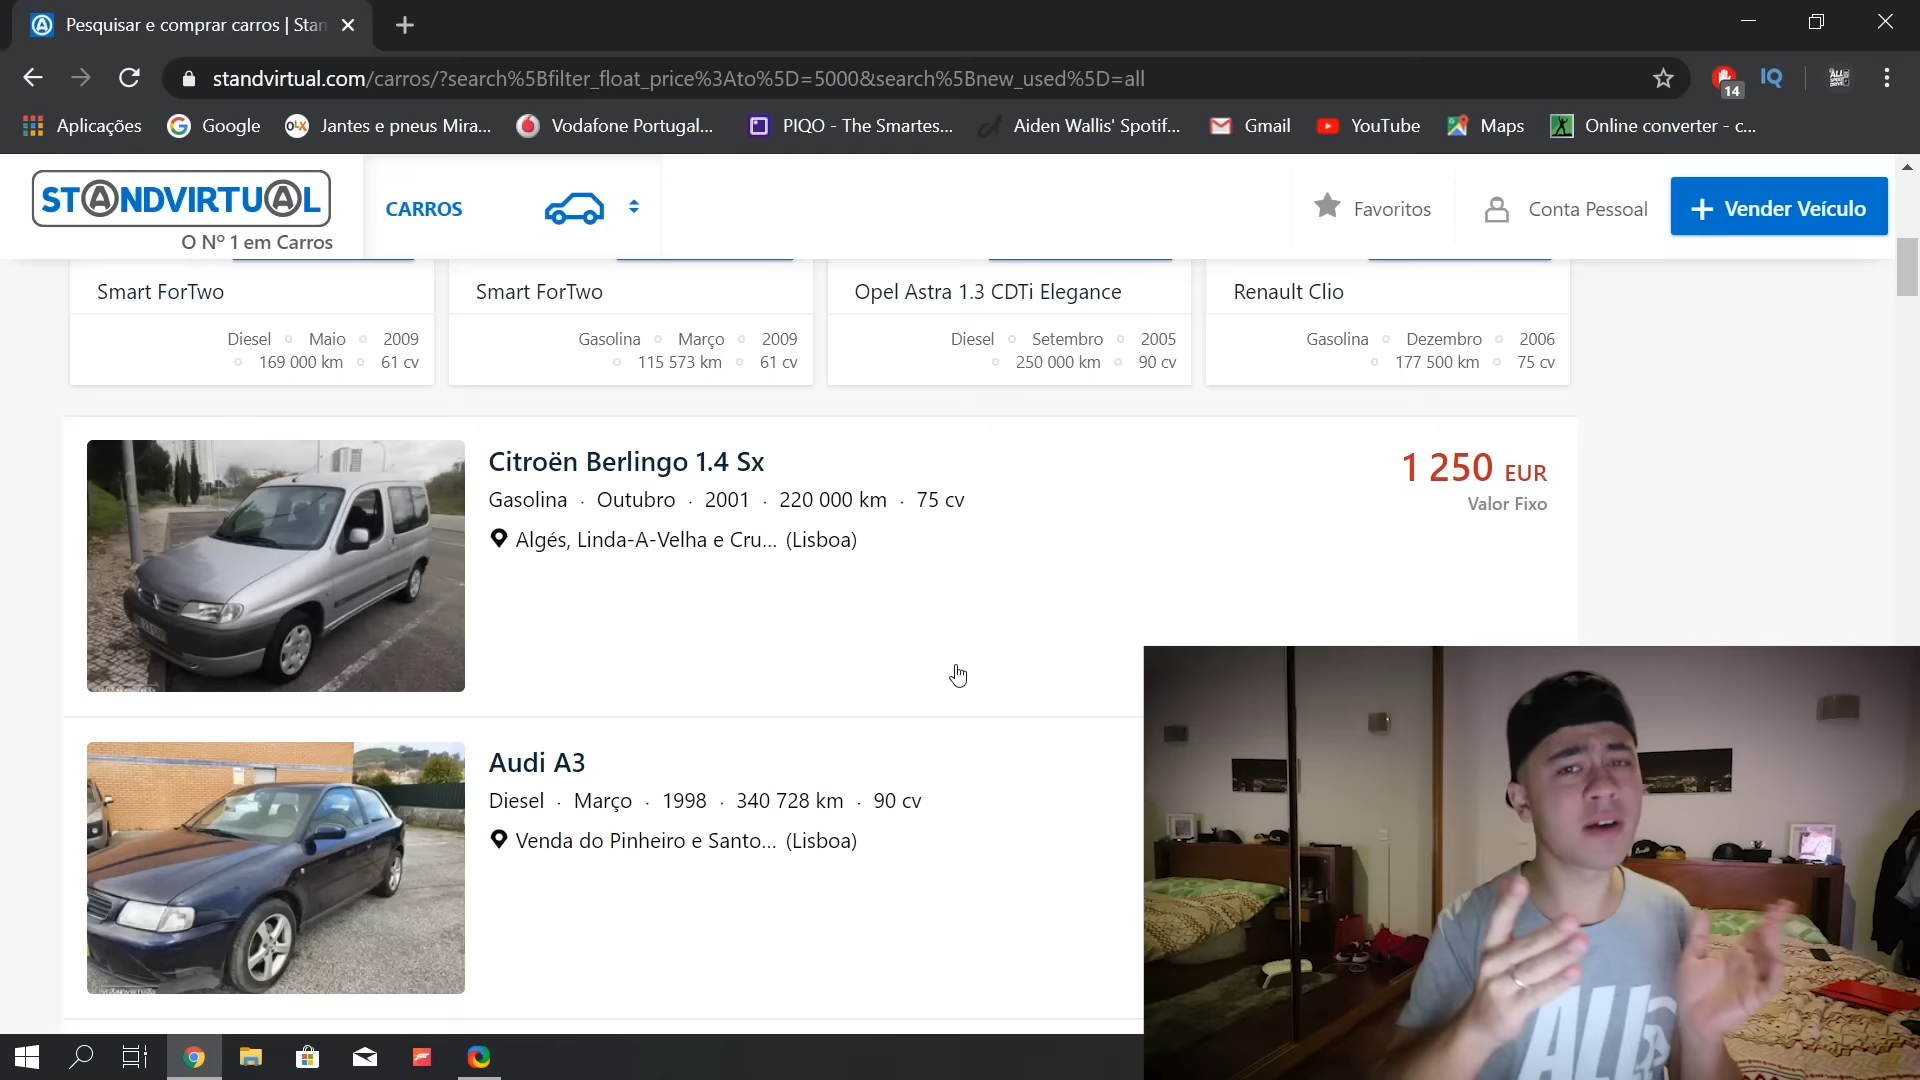 Pesquisar e comprar carros | Stan
standvirtual.com/carros/?search%5Bfilter_float_price%3Ato%5D=5000&search%5Bnew_used%5D=all
14
IQ
Aplicações
Google
OLX
Jantes e pneus Mira...
Vodafone Portugal...
PIQO - The Smartes...
Aiden Wallis' Spotif...
Gmail
YouTube
Maps
Online converter - c...
STANDVIRTUAL
O Nº 1 em Carros
CARROS
Favoritos
Conta Pessoal
+ Vender Veículo
Smart ForTwo
Diesel Maio 2009
169 000 km 61 cv
Smart ForTwo
Gasolina Março 2009
115 573 km 61 cv
Opel Astra 1.3 CDTi Elegance
Diesel Setembro 2005
250 000 km 90 cv
Renault Clio
Gasolina Dezembro 2006
177 500 km 75 cv
Citroën Berlingo 1.4 Sx
Gasolina · Outubro · 2001 · 220 000 km · 75 cv
Algés, Linda-A-Velha e Cru... (Lisboa)
1 250 EUR
Valor Fixo
Audi A3
Diesel · Março · 1998 · 340 728 km · 90 cv
Venda do Pinheiro e Santo... (Lisboa)
ALL